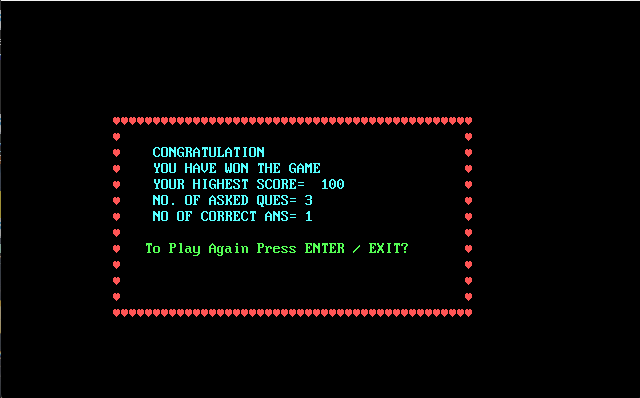 CONGRATULATION
YOU HAVE WON THE GAME
YOUR HIGHEST SCORE=  100
NO. OF ASKED QUES= 3
NO OF CORRECT ANS= 1
To Play Again Press ENTER / EXIT?